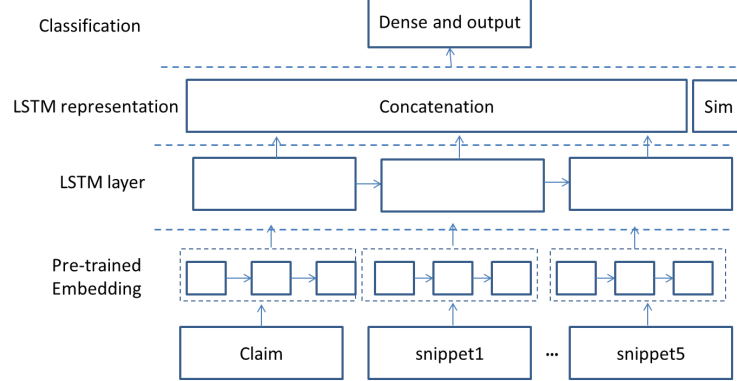 Classification
Dense and output
LSTM representation
Concatenation
Sim
LSTM layer
Pre-trained
Embedding
Claim
snippet1
...
snippet5